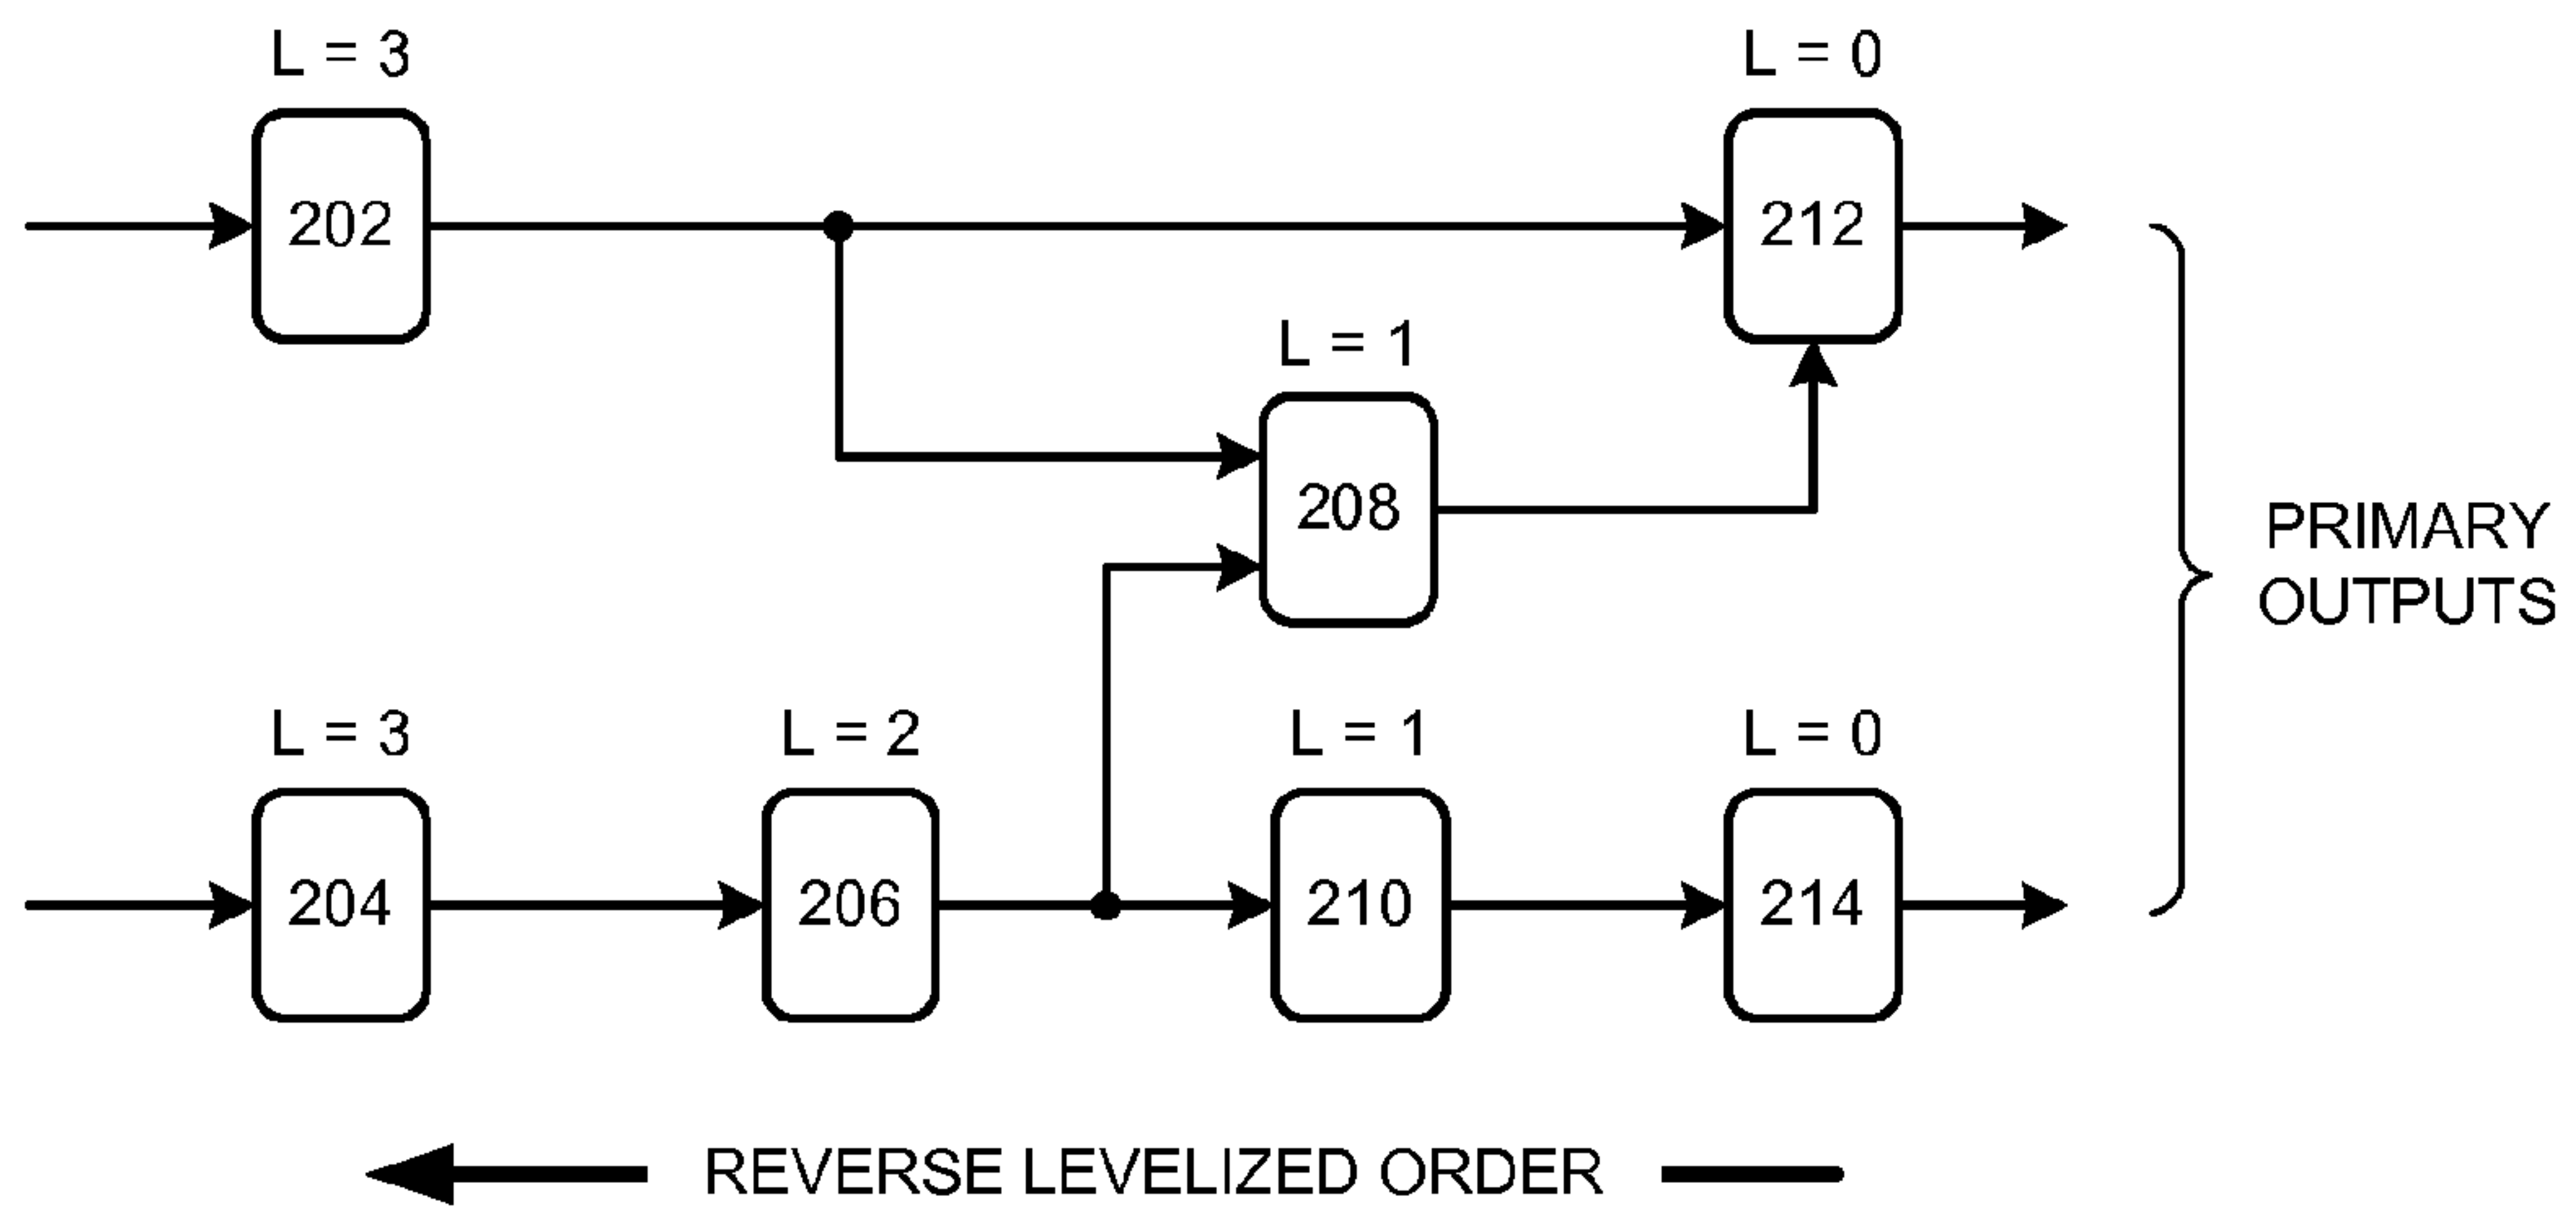 L = 3
L = 0
202
212
L = 1
208
PRIMARY
OUTPUTS
L = 3
L = 2
L = 1
L = 0
204
206
210
214
REVERSE LEVELIZED ORDER